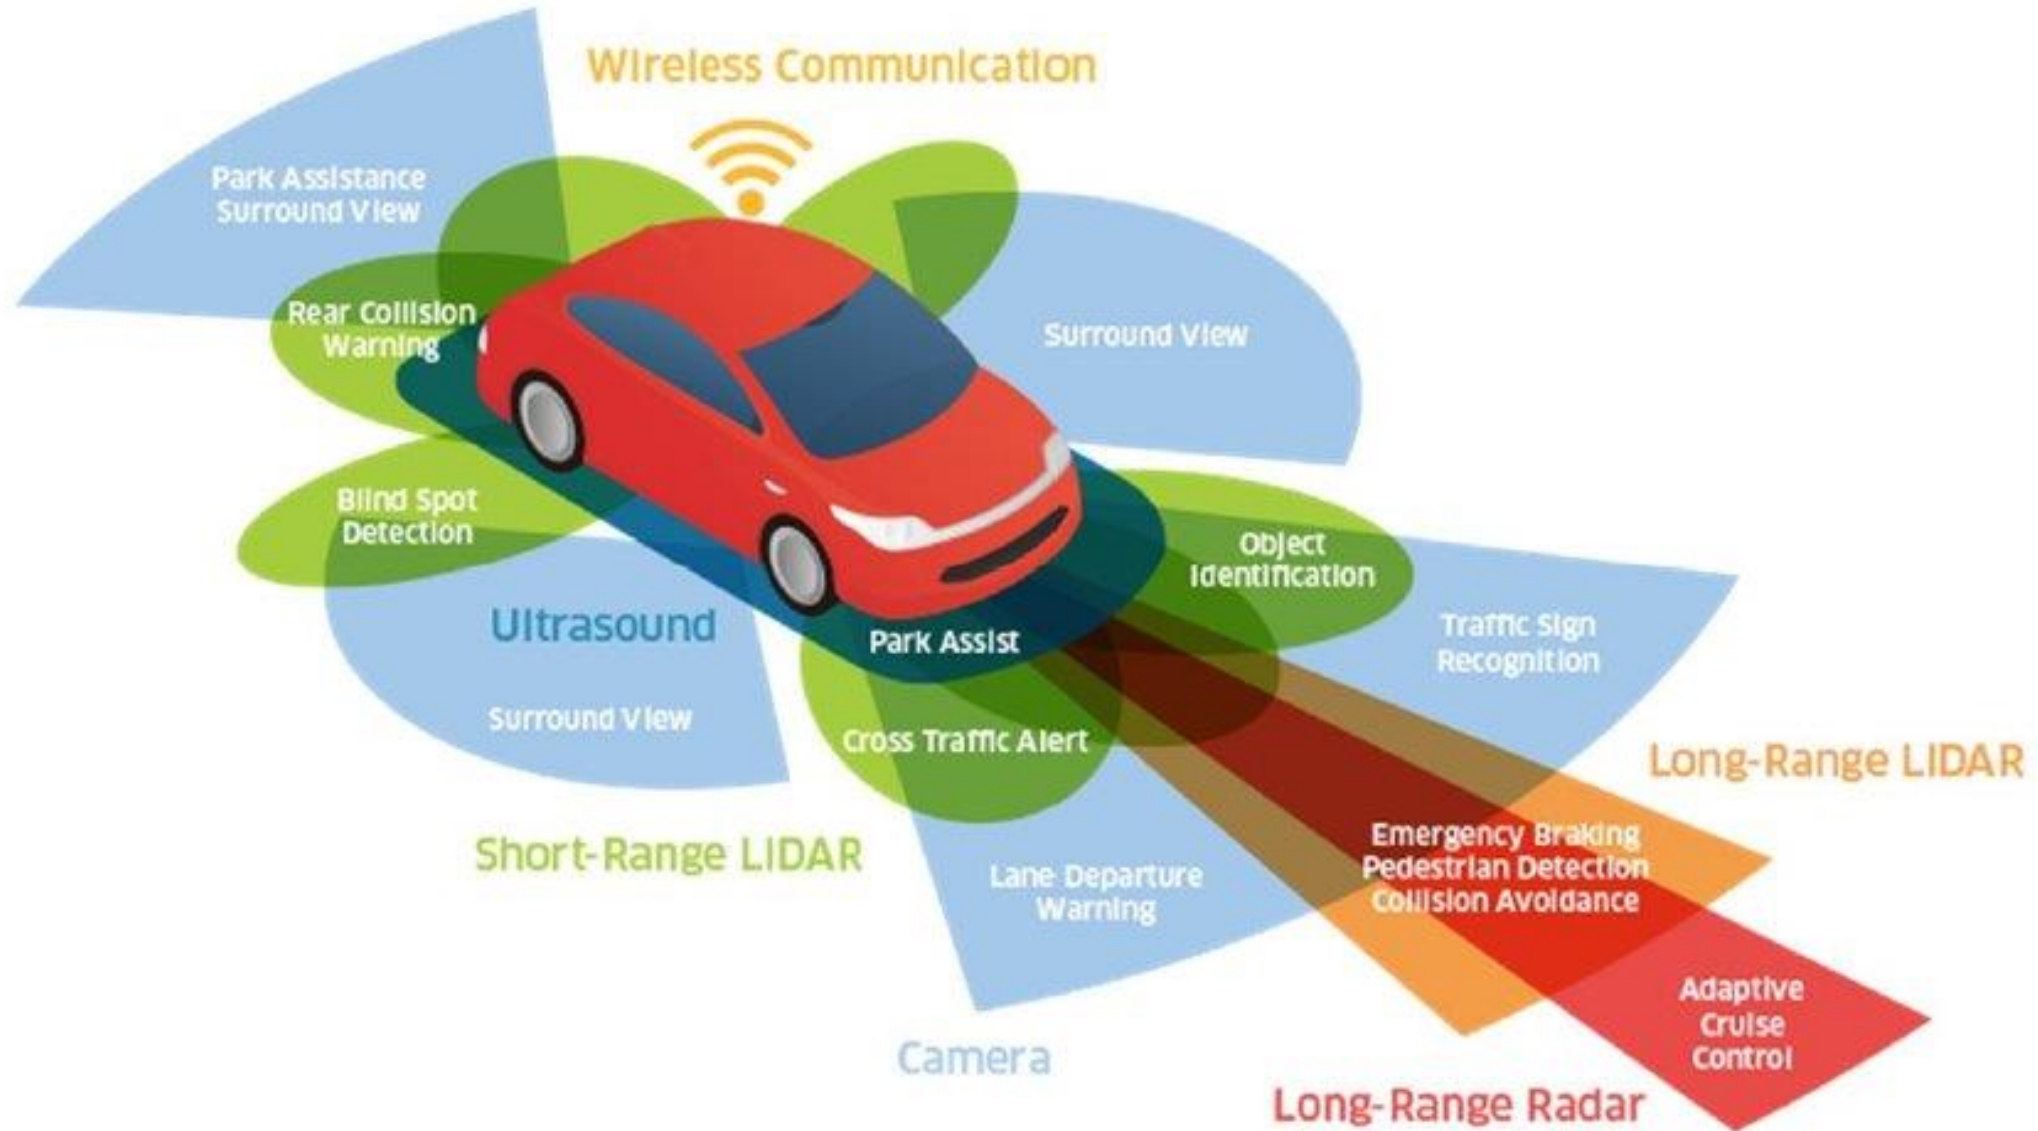 Wireless Communication
Park Assistance
Surround View
Rear Collision
Warning
Surround View
Blind Spot
Detection
Object
Identification
Ultrasound
Park Assist
Traffic Sign
Recognition
Surround View
Cross Traffic Alert
Long-Range LIDAR
Short-Range LIDAR
Emergency Braking
Pedestrian Detection
Collision Avoidance
Lane Departure
Warning
Adaptive
Cruise
Control
Camera
Long-Range Radar